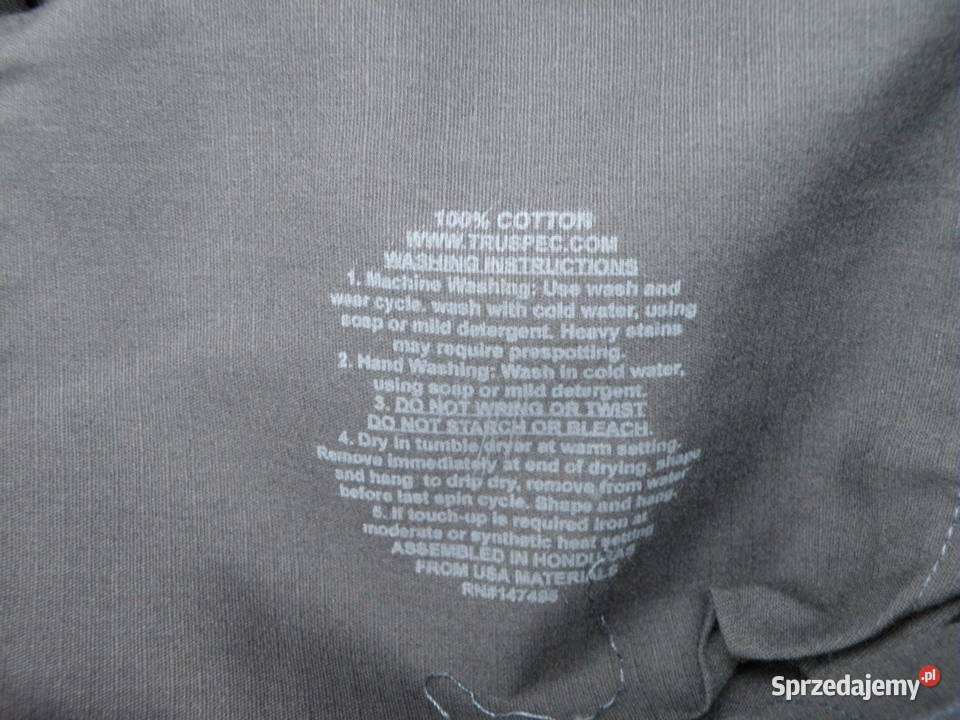 100% COTTON
WWW.TRUSPEC.COM
WASHING INSTRUCTIONS
1. Machine Washing: Use wash and
wear cycle. wash with cold water, using
soap or mild detergent. Heavy stains
may require prespotting.
2. Hand Washing: Wash in cold water,
using soap or mild detergent.
3. DO NOT WRING OR TWIST
DO NOT STARCH OR BLEACH.
4. Dry in tumble dryer at warm setting.
Remove immediately at end of drying. shape
and hang to drip dry, remove from water
before last spin cycle. Shape and hang.
5. If touch-up is required iron at
moderate or synthetic heat setting
ASSEMBLED IN HONDURAS
FROM USA MATERIALS
RN#147495
Sprzedajemy.pl